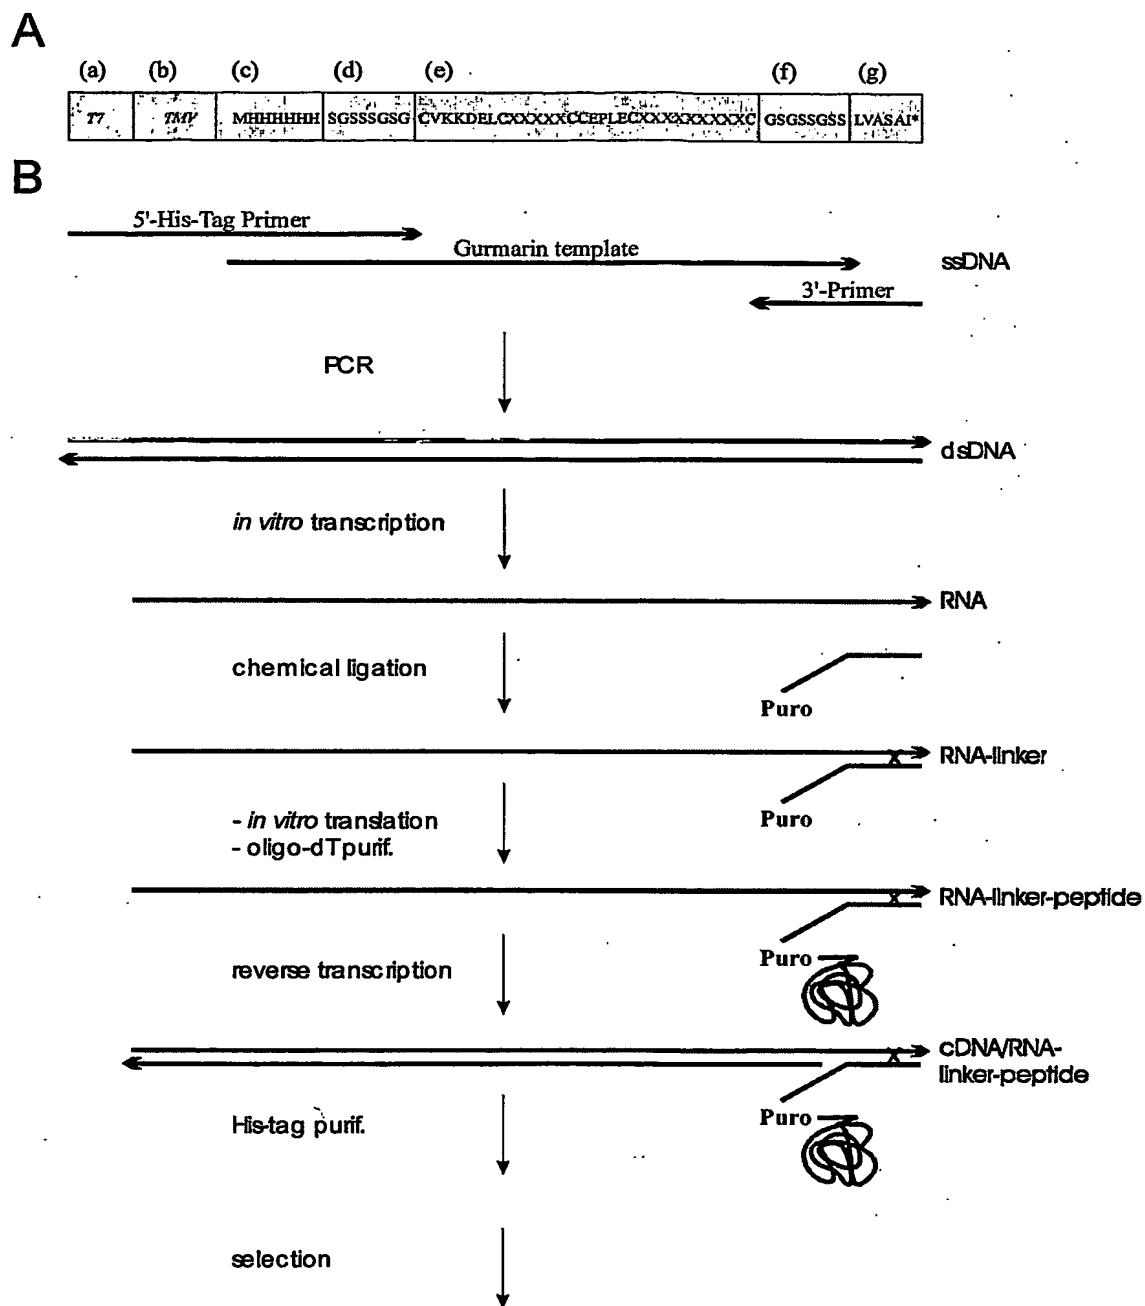 A
(a) (b) (c) (d) (e) (f) (g)
T7 TMV MHHHHHH SGSSSGSG CVKKDELCXXXXXCCEPLECXXXXXXXXXC GSGSSGSS LVASAI*
B
5'-His-Tag Primer
Gurmarin template
ssDNA
3'-Primer
PCR
dsDNA
in vitro transcription
RNA
chemical ligation
Puro
RNA-linker
X
Puro
- in vitro translation
- oligo-dTpurif.
RNA-linker-peptide
X
reverse transcription
Puro
cDNA/RNA-
X
linker-peptide
His-tag purif.
Puro
selection